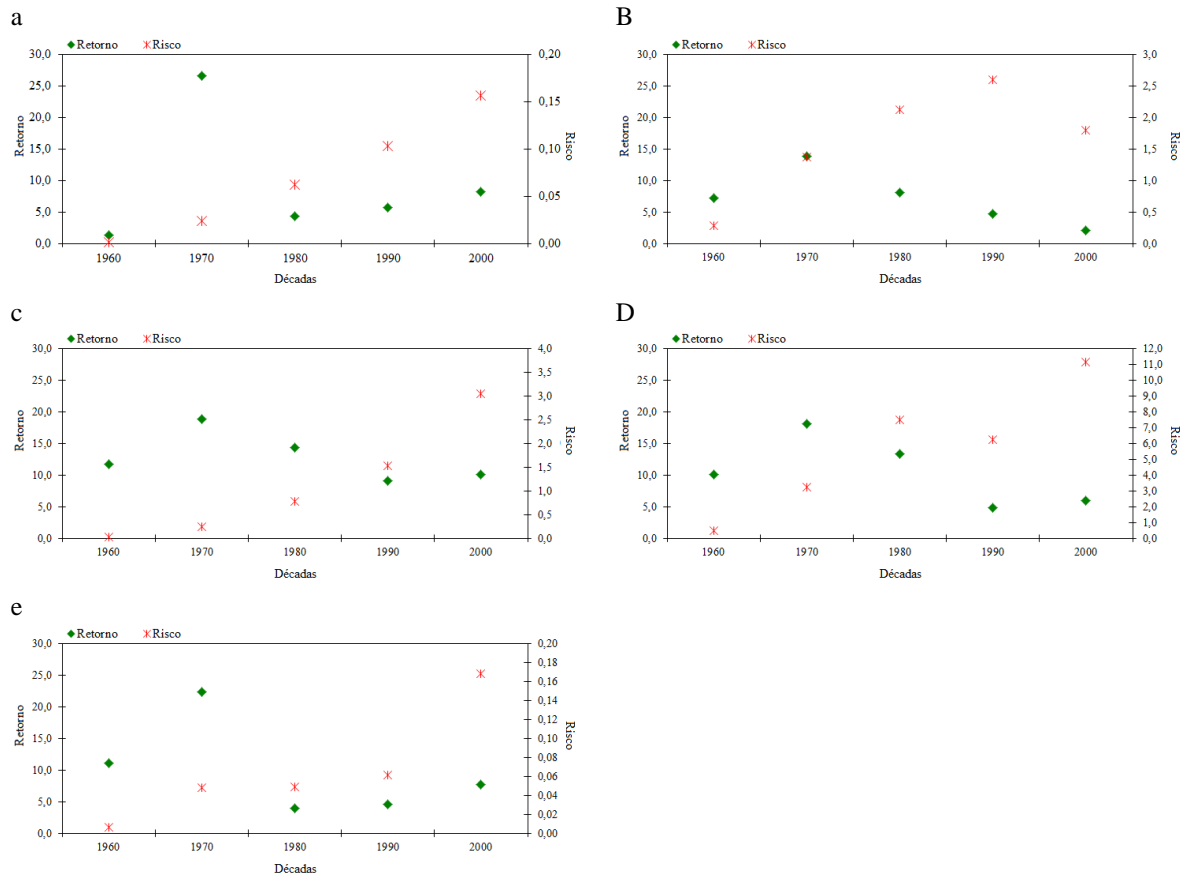 a
Retorno Risco
30,0 0,20
25,0
0,15
20,0
15,0 0,10
10,0
0,05
5,0
0,0 0,00
1960 1970 1980 1990 2000
Décadas
Retorno
Risco
B
Retorno Risco
30,0 3,0
25,0 2,5
20,0 2,0
15,0 1,5
10,0 1,0
5,0 0,5
0,0 0,0
1960 1970 1980 1990 2000
Décadas
Retorno
Risco
c
Retorno Risco
30,0 4,0
3,5
25,0
3,0
20,0
2,5
15,0 2,0
1,5
10,0
1,0
5,0
0,5
0,0 0,0
1960 1970 1980 1990 2000
Décadas
Retorno
Risco
D
Retorno Risco
30,0 12,0
11,0
25,0 10,0
9,0
20,0 8,0
7,0
15,0 6,0
5,0
10,0 4,0
3,0
5,0 2,0
1,0
0,0 0,0
1960 1970 1980 1990 2000
Décadas
Retorno
Risco
e
Retorno Risco
30,0 0,20
0,18
25,0
0,16
0,14
20,0
0,12
15,0 0,10
0,08
10,0
0,06
0,04
5,0
0,02
0,0 0,00
1960 1970 1980 1990 2000
Décadas
Retorno
Risco